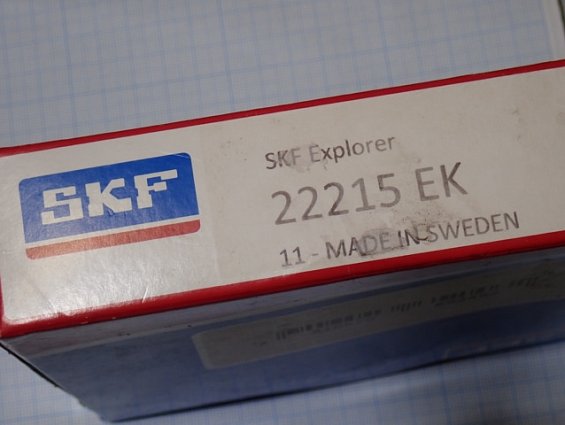 SKF
SKF Explorer
22215 EK
11 - MADE IN SWEDEN